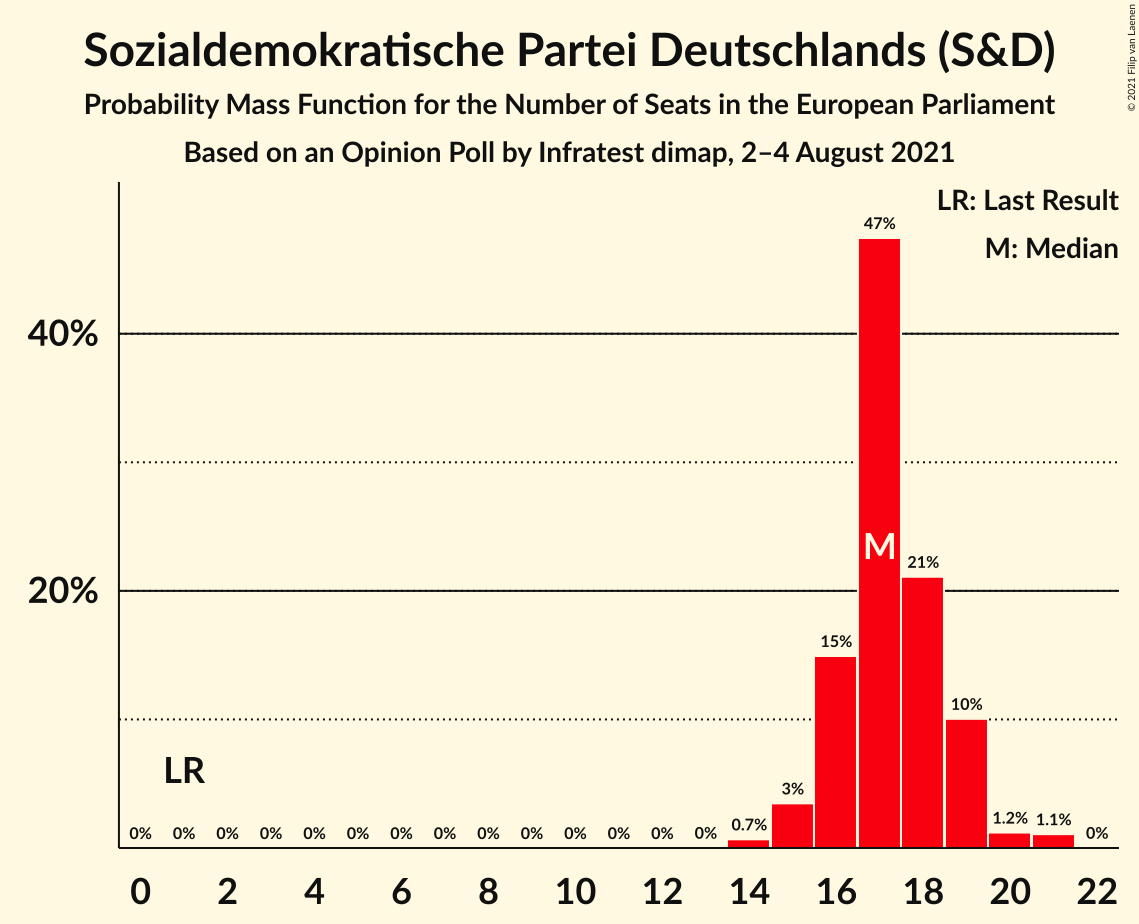 Sozialdemokratische Partei Deutschlands (S&D)
Probability Mass Function for the Number of Seats in the European Parliament
Based on an Opinion Poll by Infratest dimap, 2–4 August 2021
© 2021 Filip van Laenen
LR: Last Result
M: Median
47%
40%
M
21%
20%
15%
10%
LR
3%
0% 0% 0% 0% 0% 0% 0% 0% 0% 0% 0% 0% 0% 0% 0.7% 1.2% 1.1% 0%
0 2 4 6 8 10 12 14 16 18 20 22